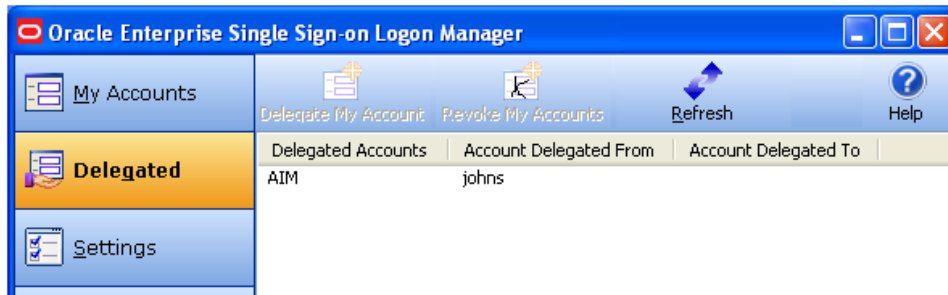 Oracle Enterprise Single Sign-on Logon Manager
My Accounts
Delegate My Account Revoke My Accounts Refresh Help
Delegated Accounts Account Delegated From Account Delegated To
Delegated
AIM johns
Settings